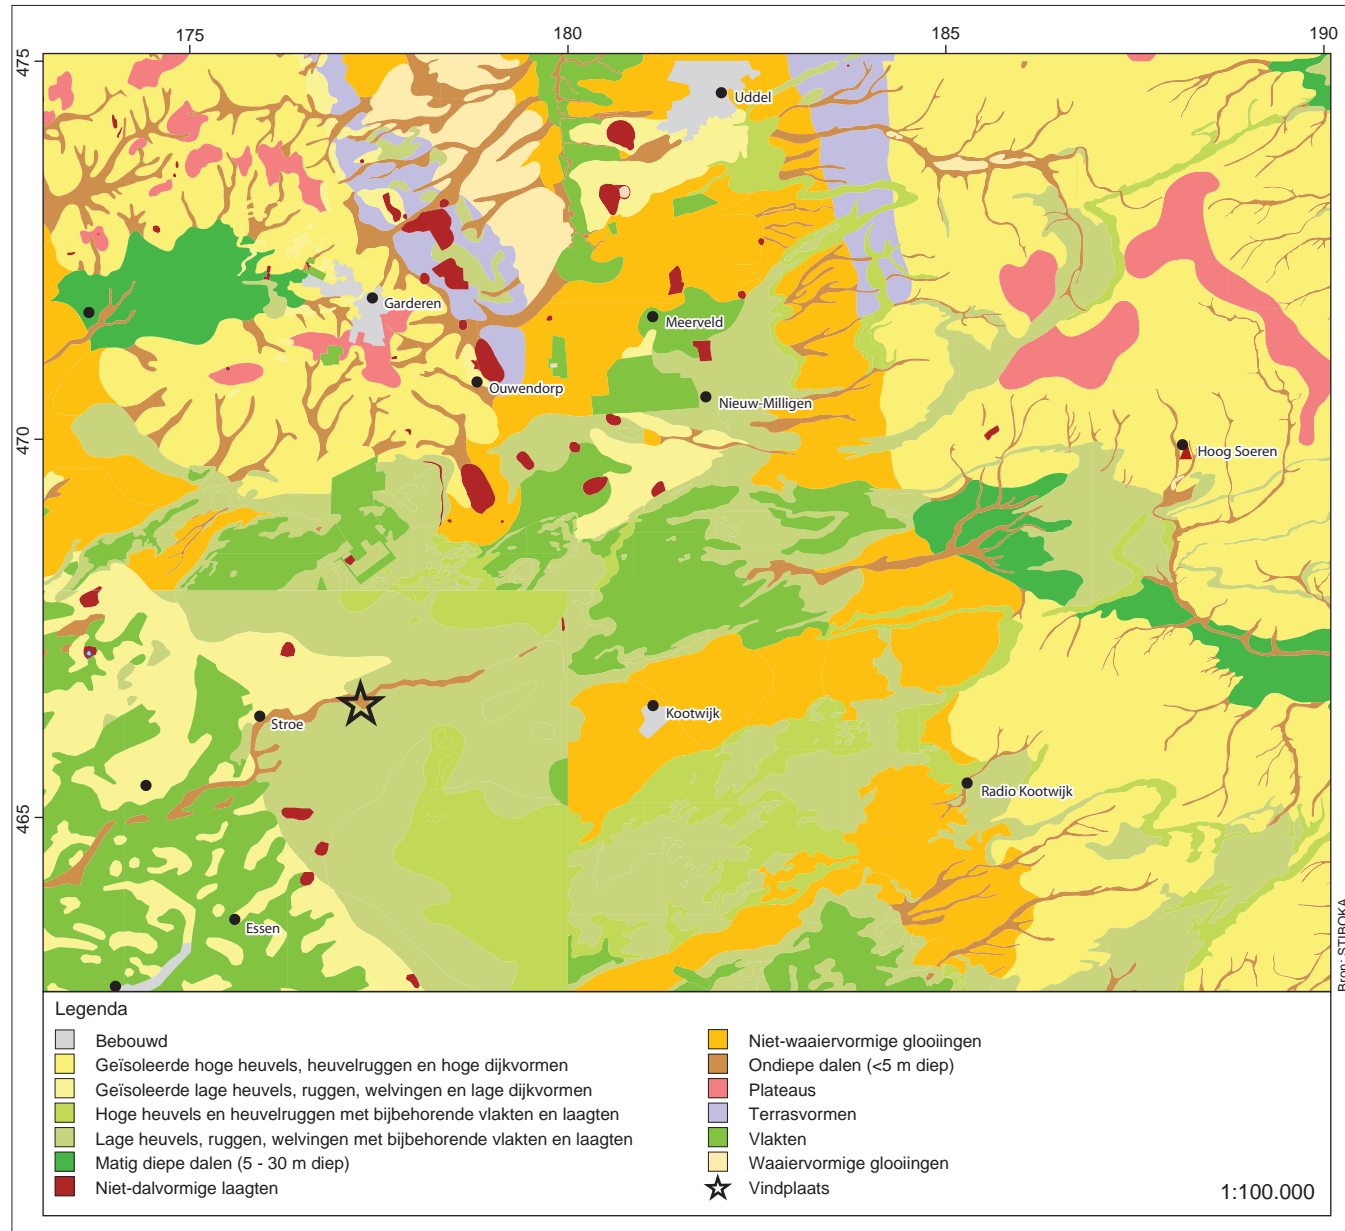 175 180 185 190
475
Uddel
Garderen
Meerveld
Ouwendorp
Nieuw-Milligen
470
Hoog Soeren
Kootwijk
Stroe
Radio Kootwijk
465
Essen
Bron: STIBOKA
Legenda
Bebouwd
Geïsoleerde hoge heuvels, heuvelruggen en hoge dijkvormen
Geïsoleerde lage heuvels, ruggen, welvingen en lage dijkvormen
Hoge heuvels en heuvelruggen met bijbehorende vlakten en laagten
Lage heuvels, ruggen, welvingen met bijbehorende vlakten en laagten
Matig diepe dalen (5 - 30 m diep)
Niet-dalvormige laagten
Niet-waaiervormige glooiingen
Ondiepe dalen (<5 m diep)
Plateaus
Terrasvormen
Vlakten
Waaiervormige glooiingen
Vindplaats
1:100.000